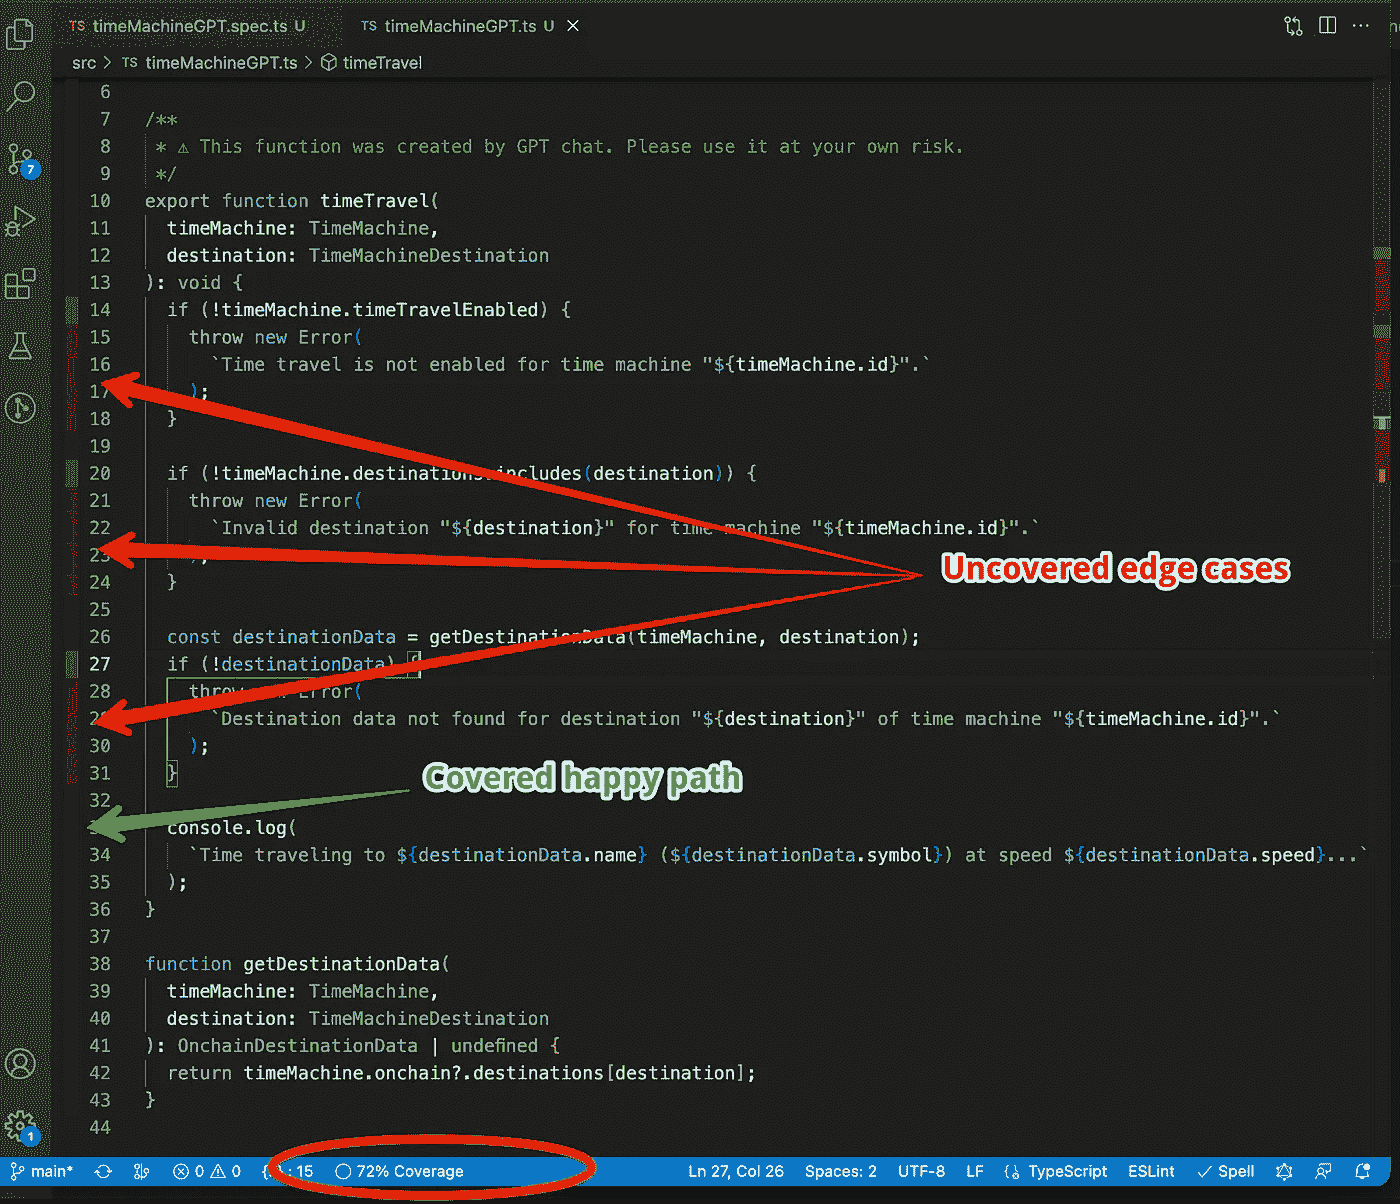 TS timeMachineGPT.spec.ts U TS timeMachineGPT.ts U
src > TS timeMachineGPT.ts > timeTravel
6
7 /**
8 * ⚠ This function was created by GPT chat. Please use it at your own risk.
9 */
10 export function timeTravel(
11 timeMachine: TimeMachine,
12 destination: TimeMachineDestination
13 ): void {
14 if (!timeMachine.timeTravelEnabled) {
15 throw new Error(
16 `Time travel is not enabled for time machine "${timeMachine.id}".`
17 );
18 }
19
20 if (!timeMachine.destinations.includes(destination)) {
21 throw new Error(
22 `Invalid destination "${destination}" for time machine "${timeMachine.id}".`
23 );
Uncovered edge cases
24 }
25
26 const destinationData = getDestinationData(timeMachine, destination);
27 if (!destinationData) {
28 throw new Error(
29 `Destination data not found for destination "${destination}" of time machine "${timeMachine.id}".`
30 );
31 }
Covered happy path
32
33 console.log(
34 `Time traveling to ${destinationData.name} (${destinationData.symbol}) at speed ${destinationData.speed}...`
35 );
36 }
37
38 function getDestinationData(
39 timeMachine: TimeMachine,
40 destination: TimeMachineDestination
41 ): OnchainDestinationData | undefined {
42 return timeMachine.onchain?.destinations[destination];
43 }
44
7
1
main* 0 0 : 15 72% Coverage Ln 27, Col 26 Spaces: 2 UTF-8 LF TypeScript ESLint Spell